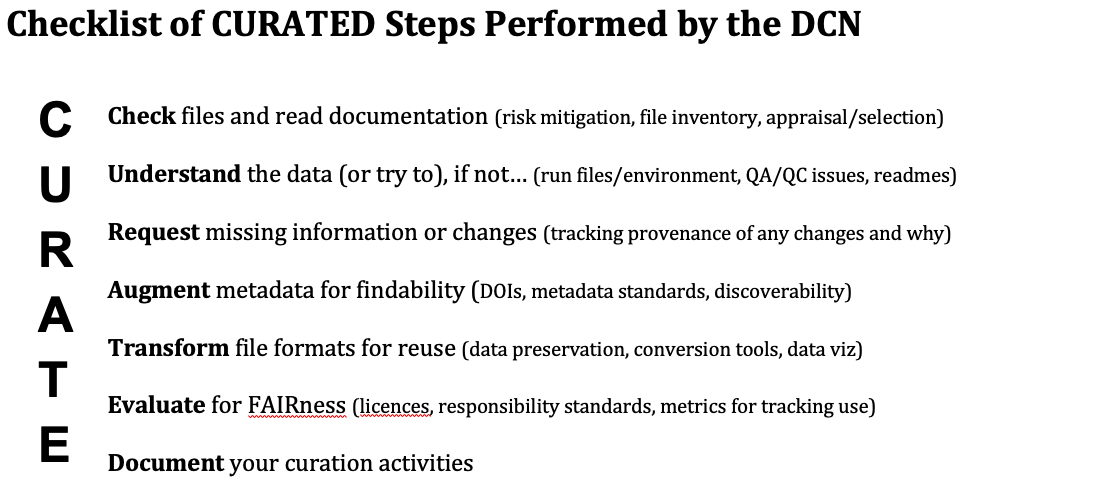 Checklist of CURATED Steps Performed by the DCN
C
Check files and read documentation (risk mitigation, file inventory, appraisal/selection)
U
Understand the data (or try to), if not... (run files/environment, QA/QC issues, readmes)
R
Request missing information or changes (tracking provenance of any changes and why)
A
Augment metadata for findability (DOIs, metadata standards, discoverability)
T
Transform file formats for reuse (data preservation, conversion tools, data viz)
E
Evaluate for FAIRness (licences, responsibility standards, metrics for tracking use)
Document your curation activities